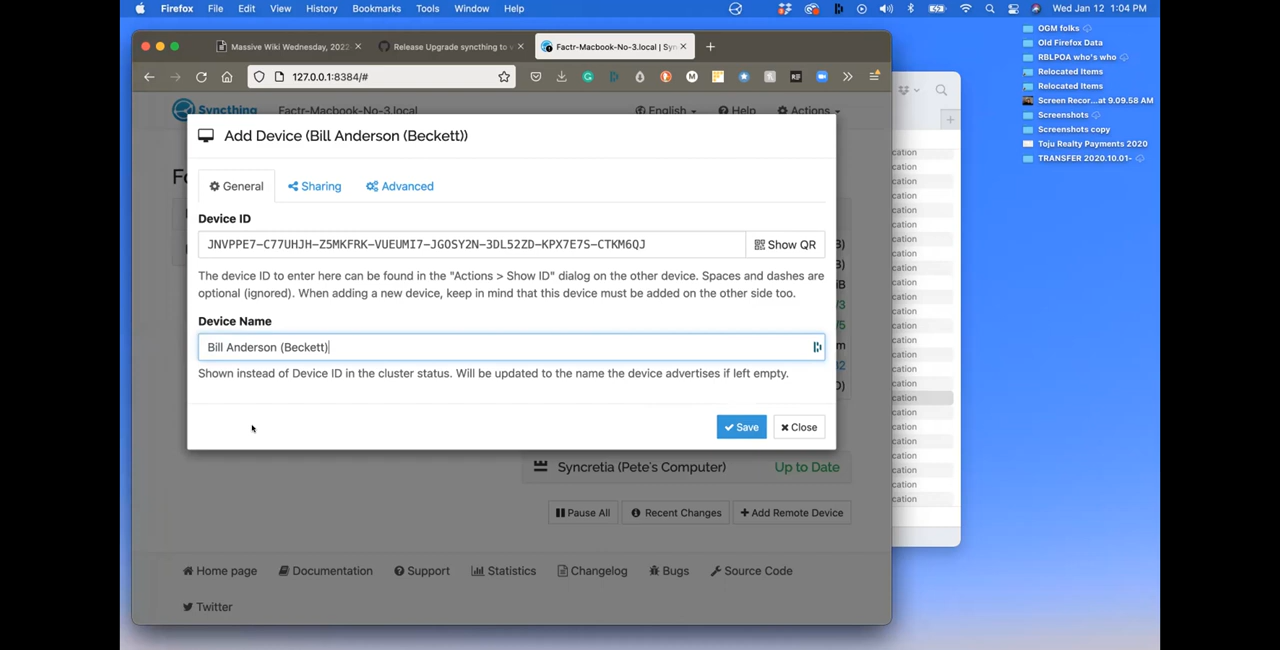 Firefox File Edit View History Bookmarks Tools Window Help Wed Jan 12 1:04 PM
OGM folks
Old Firefox Data
RBLPOA who's who
Relocated Items
Relocated Items
Screen Recor...at 9.09.58 AM
Screenshots
Screenshots copy
Toju Realty Payments 2020
TRANSFER 2020.10.01-
Massive Wiki Wednesday, 2022
Release Upgrade syncthing to v
Factr-Macbook-No-3.local | Syn
127.0.0.1:8384/#
Syncthing Factr-Macbook-No-3.local English Help Actions
Add Device (Bill Anderson (Beckett))
General Sharing Advanced
Device ID
JNVPPE7-C77UHJH-Z5MKFRK-VUEUMI7-JGOSY2N-3DL52ZD-KPX7E7S-CTKM6QJ Show QR
The device ID to enter here can be found in the "Actions > Show ID" dialog on the other device. Spaces and dashes are
optional (ignored). When adding a new device, keep in mind that this device must be added on the other side too.
Device Name
Bill Anderson (Beckett)
Shown instead of Device ID in the cluster status. Will be updated to the name the device advertises if left empty.
Save Close
Syncretia (Pete's Computer) Up to Date
Pause All Recent Changes Add Remote Device
Home page Documentation Support Statistics Changelog Bugs Source Code
Twitter